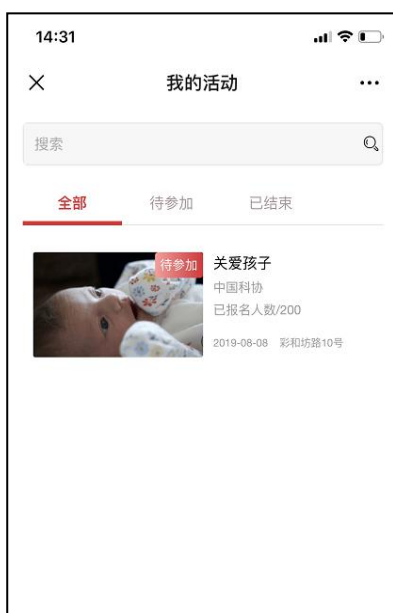 14:31
我的活动
搜索
全部 待参加 已结束
待参加
关爱孩子
中国科协
已报名人数/200
2019-08-08 彩和坊路10号